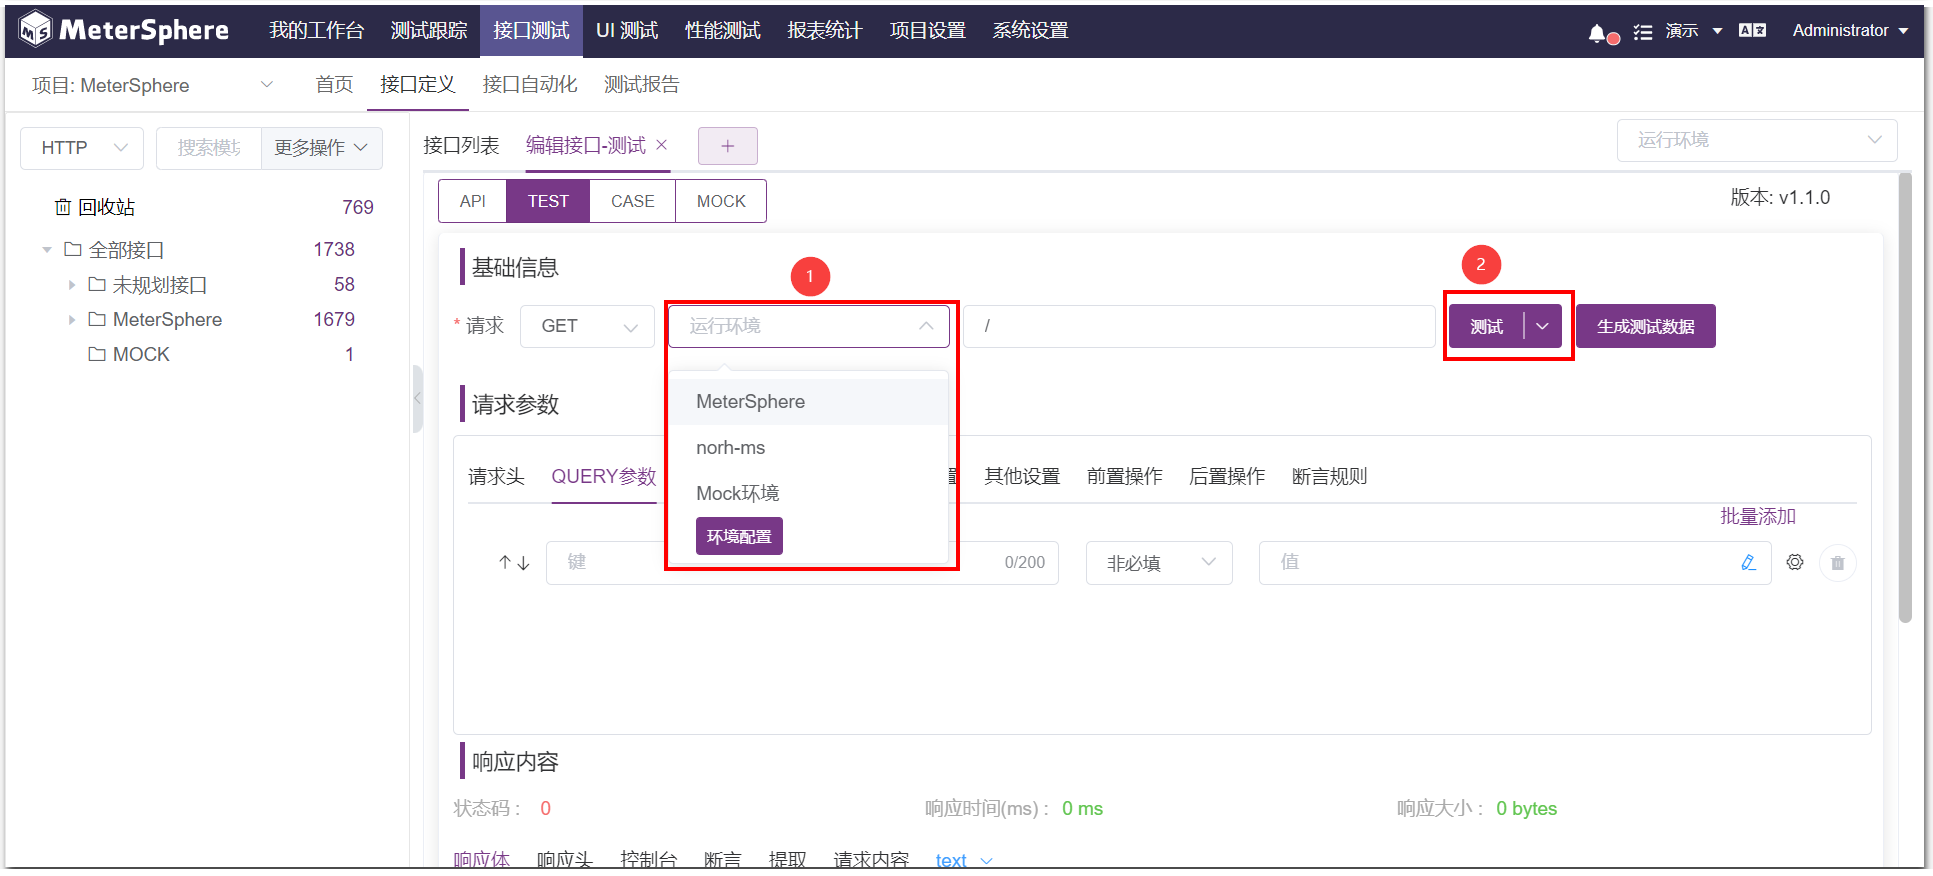 MeterSphere 我的工作台 测试跟踪 接口测试 UI 测试 性能测试 报表统计 项目设置 系统设置 演示 Administrator
项目: MeterSphere 首页 接口定义 接口自动化 测试报告
HTTP 搜索模块 更多操作
回收站 769
全部接口 1738
未规划接口 58
MeterSphere 1679
MOCK 1
接口列表 编辑接口-测试 + 运行环境
API TEST CASE MOCK 版本: v1.1.0
基础信息
1
2
* 请求 GET 运行环境 / 测试 生成测试数据
MeterSphere
norh-ms
Mock环境
环境配置
请求参数
请求头 QUERY参数 其他设置 前置操作 后置操作 断言规则
批量添加
键 0/200 非必填 值
响应内容
状态码 : 0 响应时间(ms) : 0 ms 响应大小 : 0 bytes
响应体 响应头 控制台 断言 提取 请求内容 text